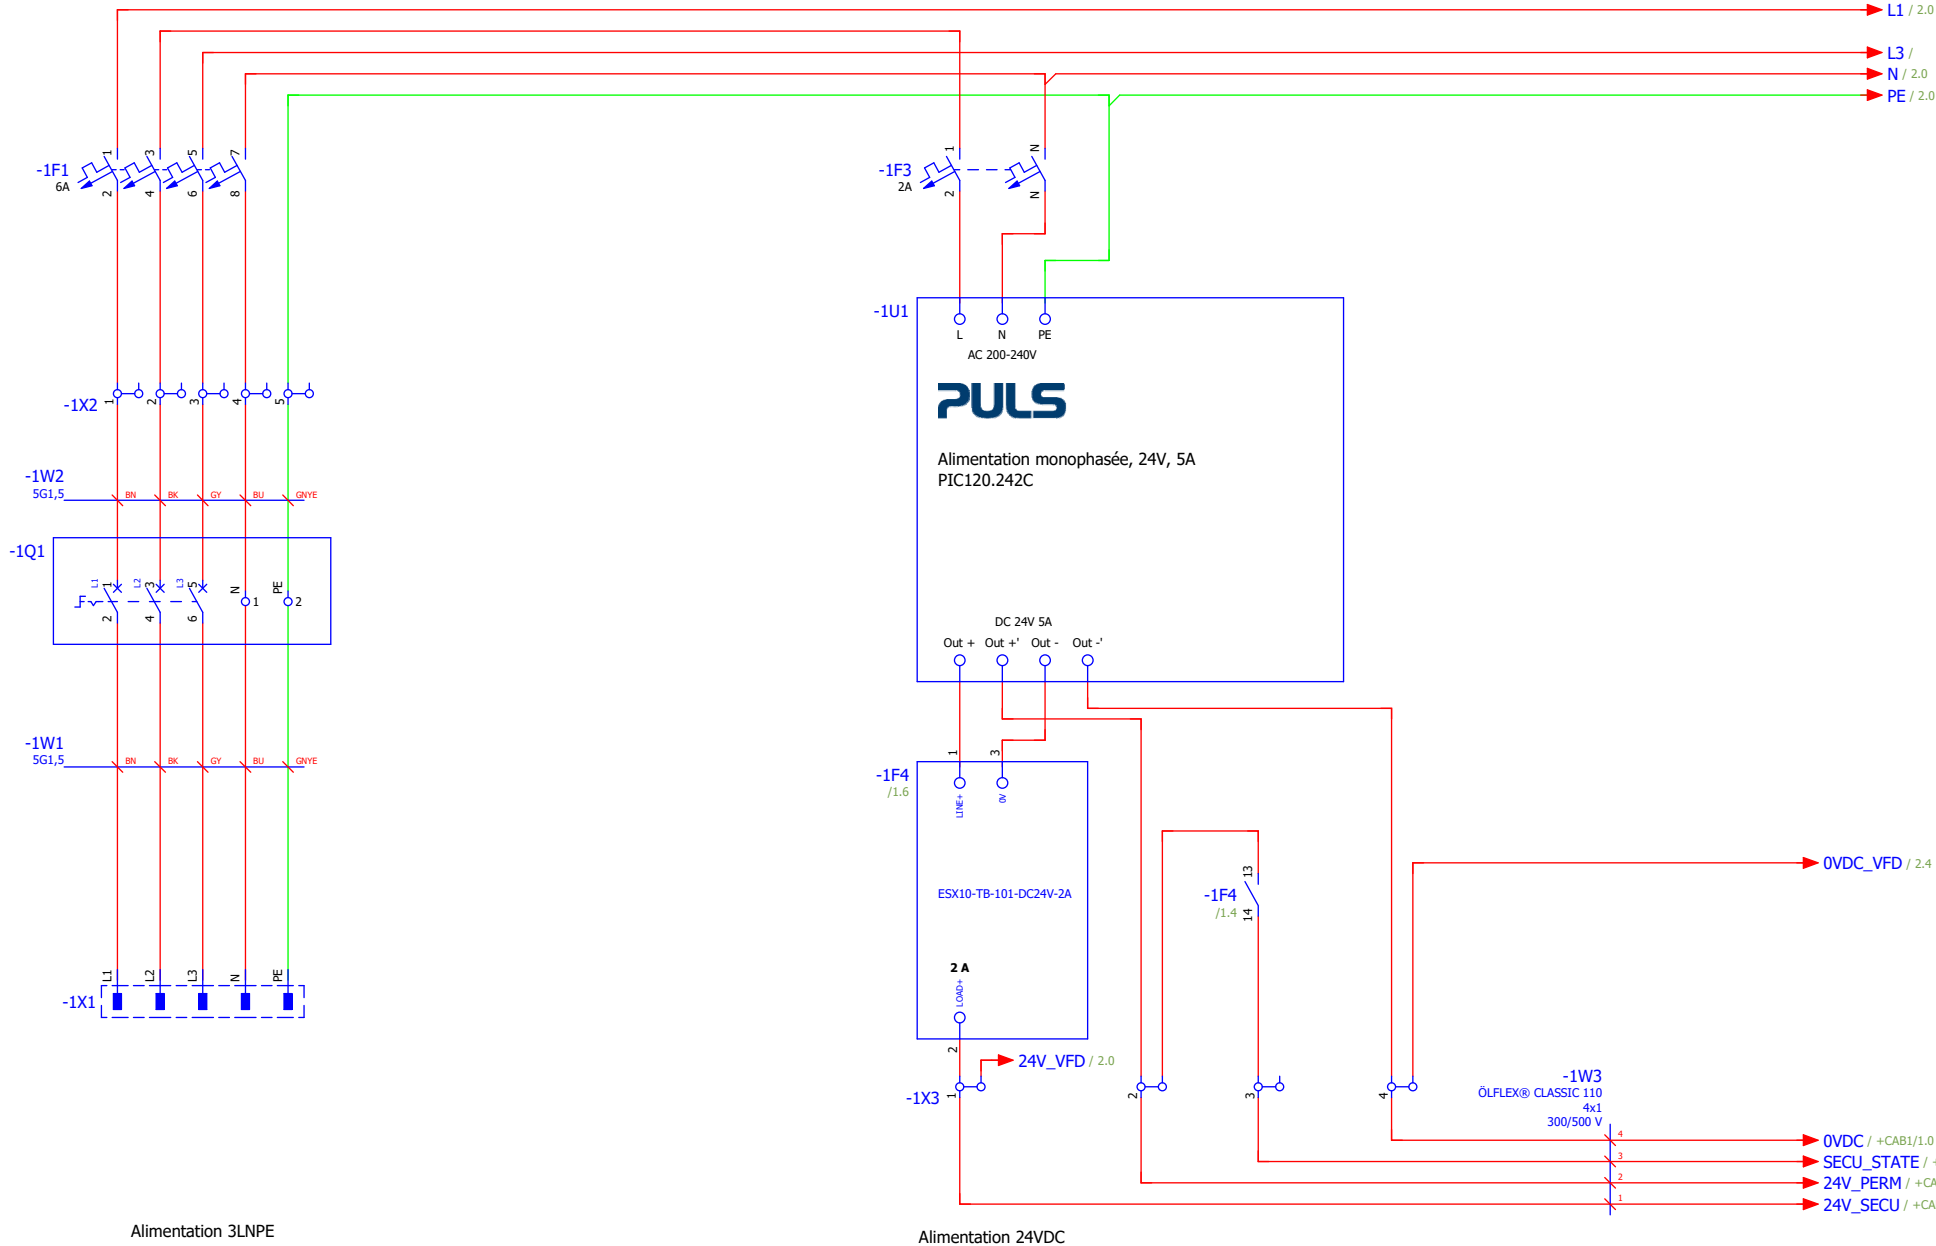 L1 / 2.0
L3 /
N / 2.0
PE / 2.0
-1F1
6A
1 3 5 7
2 4 6 8
-1F3
2A
1 N
2 N
-1U1
L N PE
AC 200-240V
PULS
Alimentation monophasée, 24V, 5A
PIC120.242C
DC 24V 5A
Out + Out +' Out - Out -'
-1X2
1 2 3 4 5
-1W2
5G1,5
BN BK GY BU GNYE
-1Q1
L1 1 L2 3 L3 5 N PE
2 4 6 1 2
-1W1
5G1,5
BN BK GY BU GNYE
-1X1
L1 L2 L3 N PE
-1F4
/1.6
1 3
LINE+ 0V
ESX10-TB-101-DC24V-2A
2 A
LOAD+
2
-1F4
/1.4
13
14
0VDC_VFD / 2.4
24V_VFD / 2.0
-1X3
1 2 3 4
-1W3
ÖLFLEX® CLASSIC 110
4x1
300/500 V
4 0VDC / +CAB1/1.0
3 SECU_STATE / +
2 24V_PERM / +CA
1 24V_SECU / +CA
Alimentation 3LNPE
Alimentation 24VDC